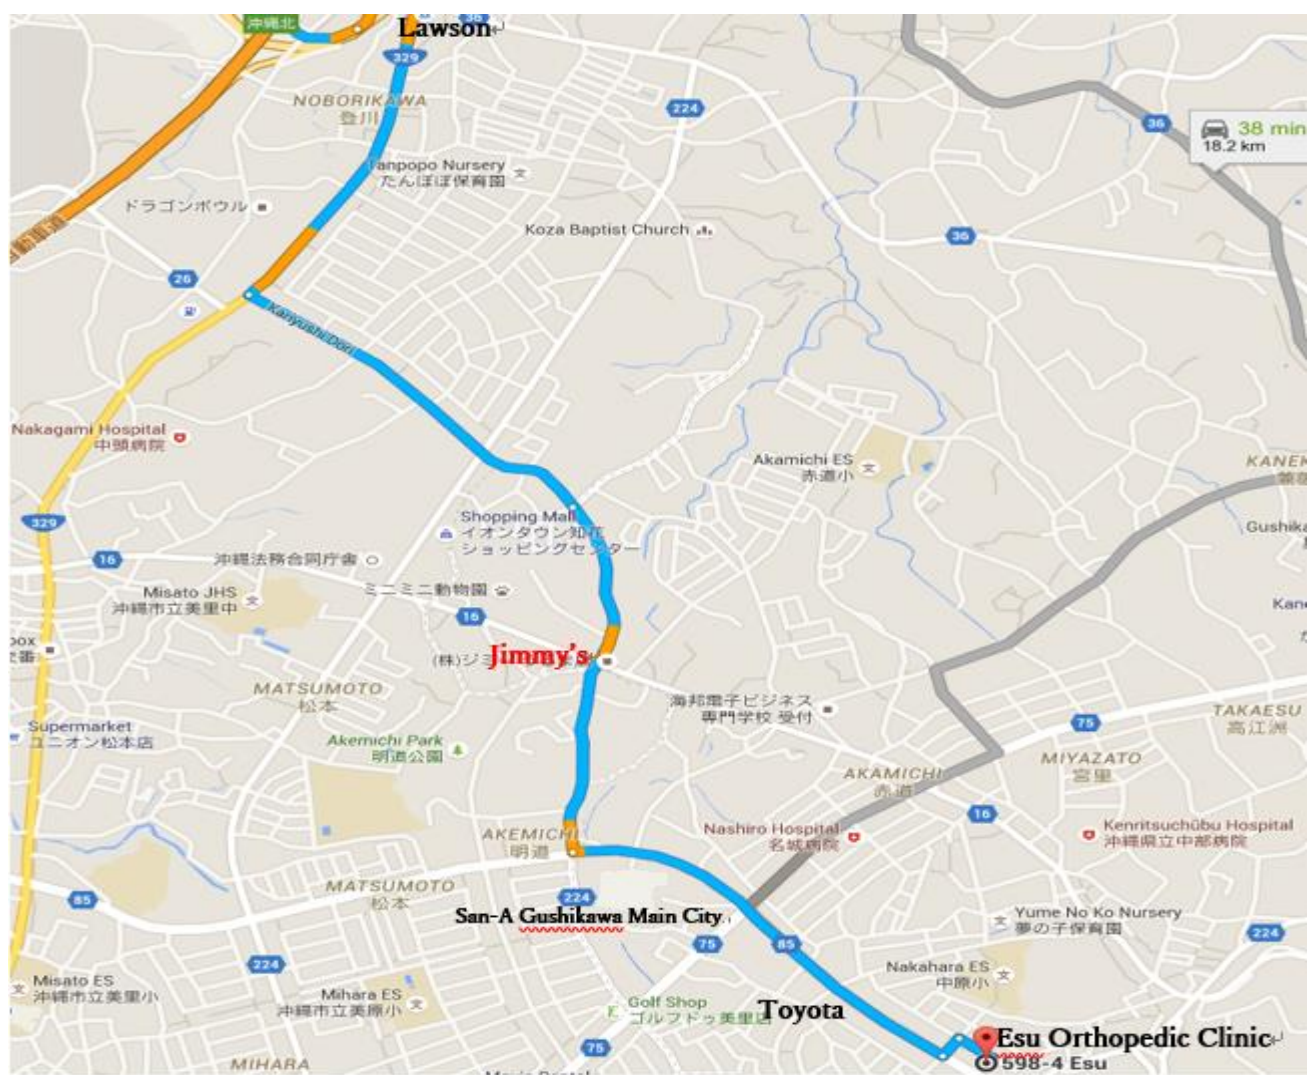 沖縄北
Lawson
36
329
NOBORIKAWA
登川
224
36
38 min
18.2 km
Tanpopo Nursery
たんぽぽ保育園
ドラゴンボウル
Koza Baptist Church
36
26
自動車道
Kariyushi Dori
Nakagami Hospital
中頭病院
Akamichi ES
赤道小
KANEK
329
Shopping Mall
イオンタウン知花
ショッピングセンター
Gushika
16
沖縄法務合同庁舎
Misato JHS
沖縄市立美里中
ミニミニ動物園
16
Kane
box
交番
(株)ジ
Jimmy's
MATSUMOTO
松本
海邦電子ビジネス
専門学校 受付
75
TAKAESU
高江洲
Supermarket
ユニオン松本店
Akemichi Park
明道公園
MIYAZATO
宮里
AKAMICHI
赤道
16
AKEMICHI
明道
Nashiro Hospital
名城病院
Kenritsuchūbu Hospital
沖縄県立中部病院
MATSUMOTO
松本
85
224
San-A Gushikawa Main City
75
85
Yume No Ko Nursery
夢の子保育園
224
224
Misato ES
沖縄市立美里小
Mihara ES
沖縄市立美原小
Nakahara ES
中原小
Golf Shop
ゴルフドゥ美里店
Toyota
75
MIHARA
Esu Orthopedic Clinic
598-4 Esu